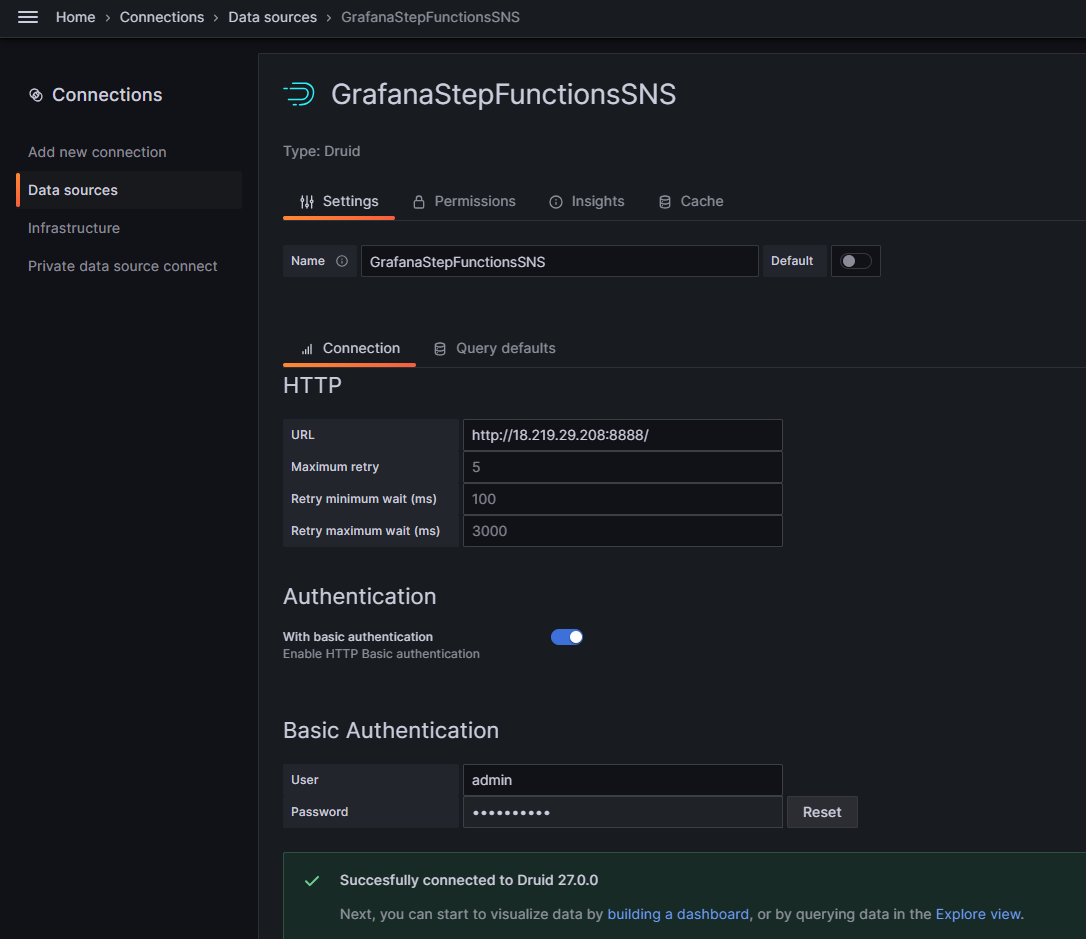 Home › Connections › Data sources › GrafanaStepFunctionsSNS
Connections
Add new connection
Data sources
Infrastructure
Private data source connect
GrafanaStepFunctionsSNS
Type: Druid
Settings Permissions Insights Cache
Name GrafanaStepFunctionsSNS Default
Connection Query defaults
HTTP
URL http://18.219.29.208:8888/
Maximum retry 5
Retry minimum wait (ms) 100
Retry maximum wait (ms) 3000
Authentication
With basic authentication
Enable HTTP Basic authentication
Basic Authentication
User admin
Password •••••••••• Reset
Succesfully connected to Druid 27.0.0
Next, you can start to visualize data by building a dashboard, or by querying data in the Explore view.